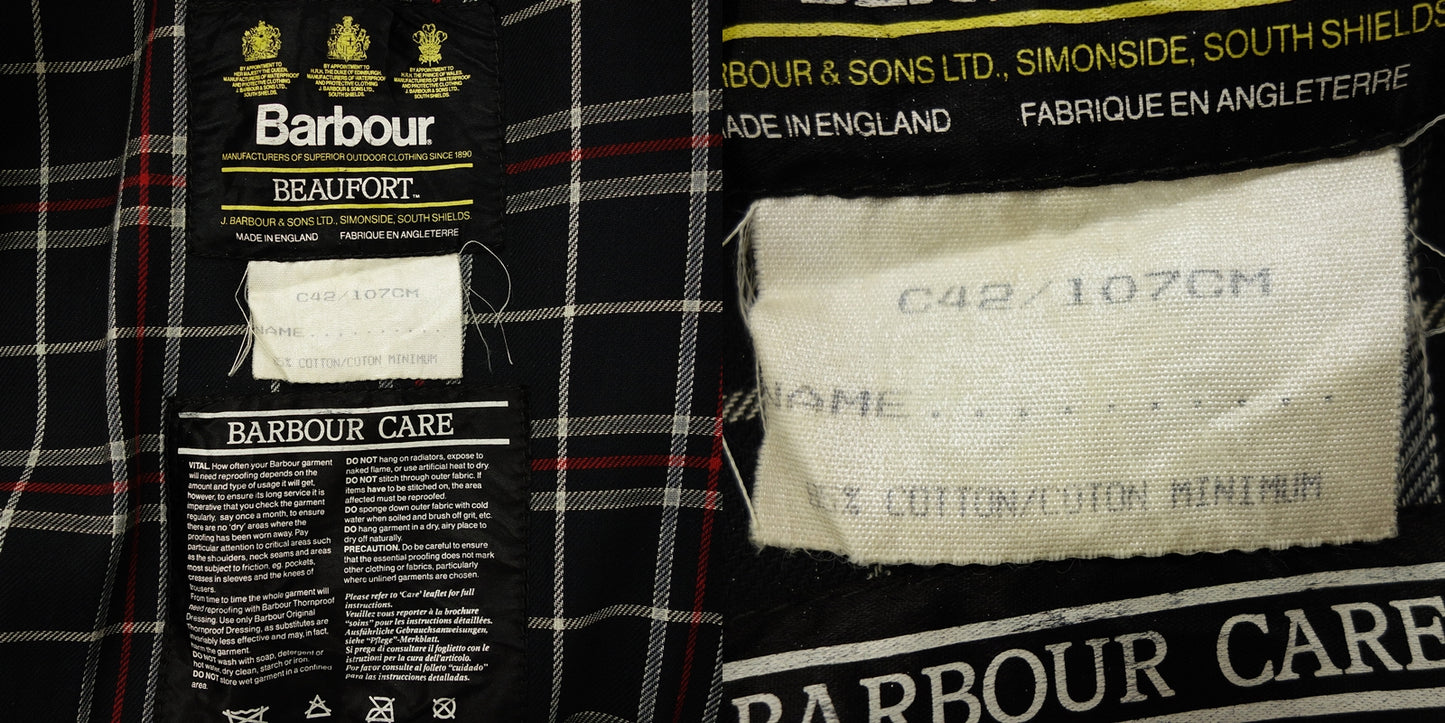 BY APPOINTMENT TO
HER MAJESTY THE QUEEN,
MANUFACTURERS OF WATERPROOF
AND PROTECTIVE CLOTHING
J. BARBOUR & SONS LTD.,
SOUTH SHIELDS.
BY APPOINTMENT TO
H.R.H. THE DUKE OF EDINBURGH,
MANUFACTURERS OF WATERPROOF
AND PROTECTIVE CLOTHING
J. BARBOUR & SONS LTD.,
SOUTH SHIELDS.
BY APPOINTMENT TO
H.R.H. THE PRINCE OF WALES,
MANUFACTURERS OF WATERPROOF
AND PROTECTIVE CLOTHING
J. BARBOUR & SONS LTD.,
SOUTH SHIELDS.
Barbour®
MANUFACTURERS OF SUPERIOR OUTDOOR CLOTHING SINCE 1890
BEAUFORT™
J. BARBOUR & SONS LTD., SIMONSIDE, SOUTH SHIELDS.
MADE IN ENGLAND FABRIQUE EN ANGLETERRE
C42/107CM
NAME..........
5% COTTON/COTON MINIMUM
BARBOUR CARE
VITAL. How often your Barbour garment
will need reproofing depends on the
amount and type of usage it will get,
however, to ensure its long service it is
imperative that you check the garment
regularly, say once a month, to ensure
there are no 'dry' areas where the
proofing has been worn away. Pay
particular attention to critical areas such
as the shoulders, neck seams and areas
most subject to friction, eg. pockets,
creases in sleeves and the knees of
trousers.
From time to time the whole garment will
need reproofing with Barbour Thornproof
Dressing. Use only Barbour Original
Thornproof Dressing, as substitutes are
invariably less effective and may, in fact,
harm the garment.
DO NOT wash with soap, detergent or
hot water, dry clean, starch or iron.
DO NOT store wet garment in a confined
area.
DO NOT hang on radiators, expose to
naked flame, or use artificial heat to dry.
DO NOT stitch through outer fabric. If
items have to be stitched on, the area
affected must be reproofed.
DO sponge down outer fabric with cold
water when soiled and brush off grit, etc.
DO hang garment in a dry, airy place to
dry off naturally.
PRECAUTION. Do be careful to ensure
that the essential proofing does not mark
other clothing or fabrics, particularly
where unlined garments are chosen.
Please refer to 'Care' leaflet for full
instructions.
Veuillez vous reporter à la brochure
"soins" pour les instructions détaillées.
Ausführliche Gebrauchsanweisungen,
siehe "Pflege"-Merkblatt.
Si prega di consultare il foglietto con le
istruzioni per la cura dell'articolo.
Por favor consulte al folleto "cuidado"
para las instrucciones detalladas.
RBOUR & SONS LTD., SIMONSIDE, SOUTH SHIELDS
ADE IN ENGLAND FABRIQUE EN ANGLETERRE
C42/107CM
NAME..........
% COTTON/COTON MINIMUM
BARBOUR CARE